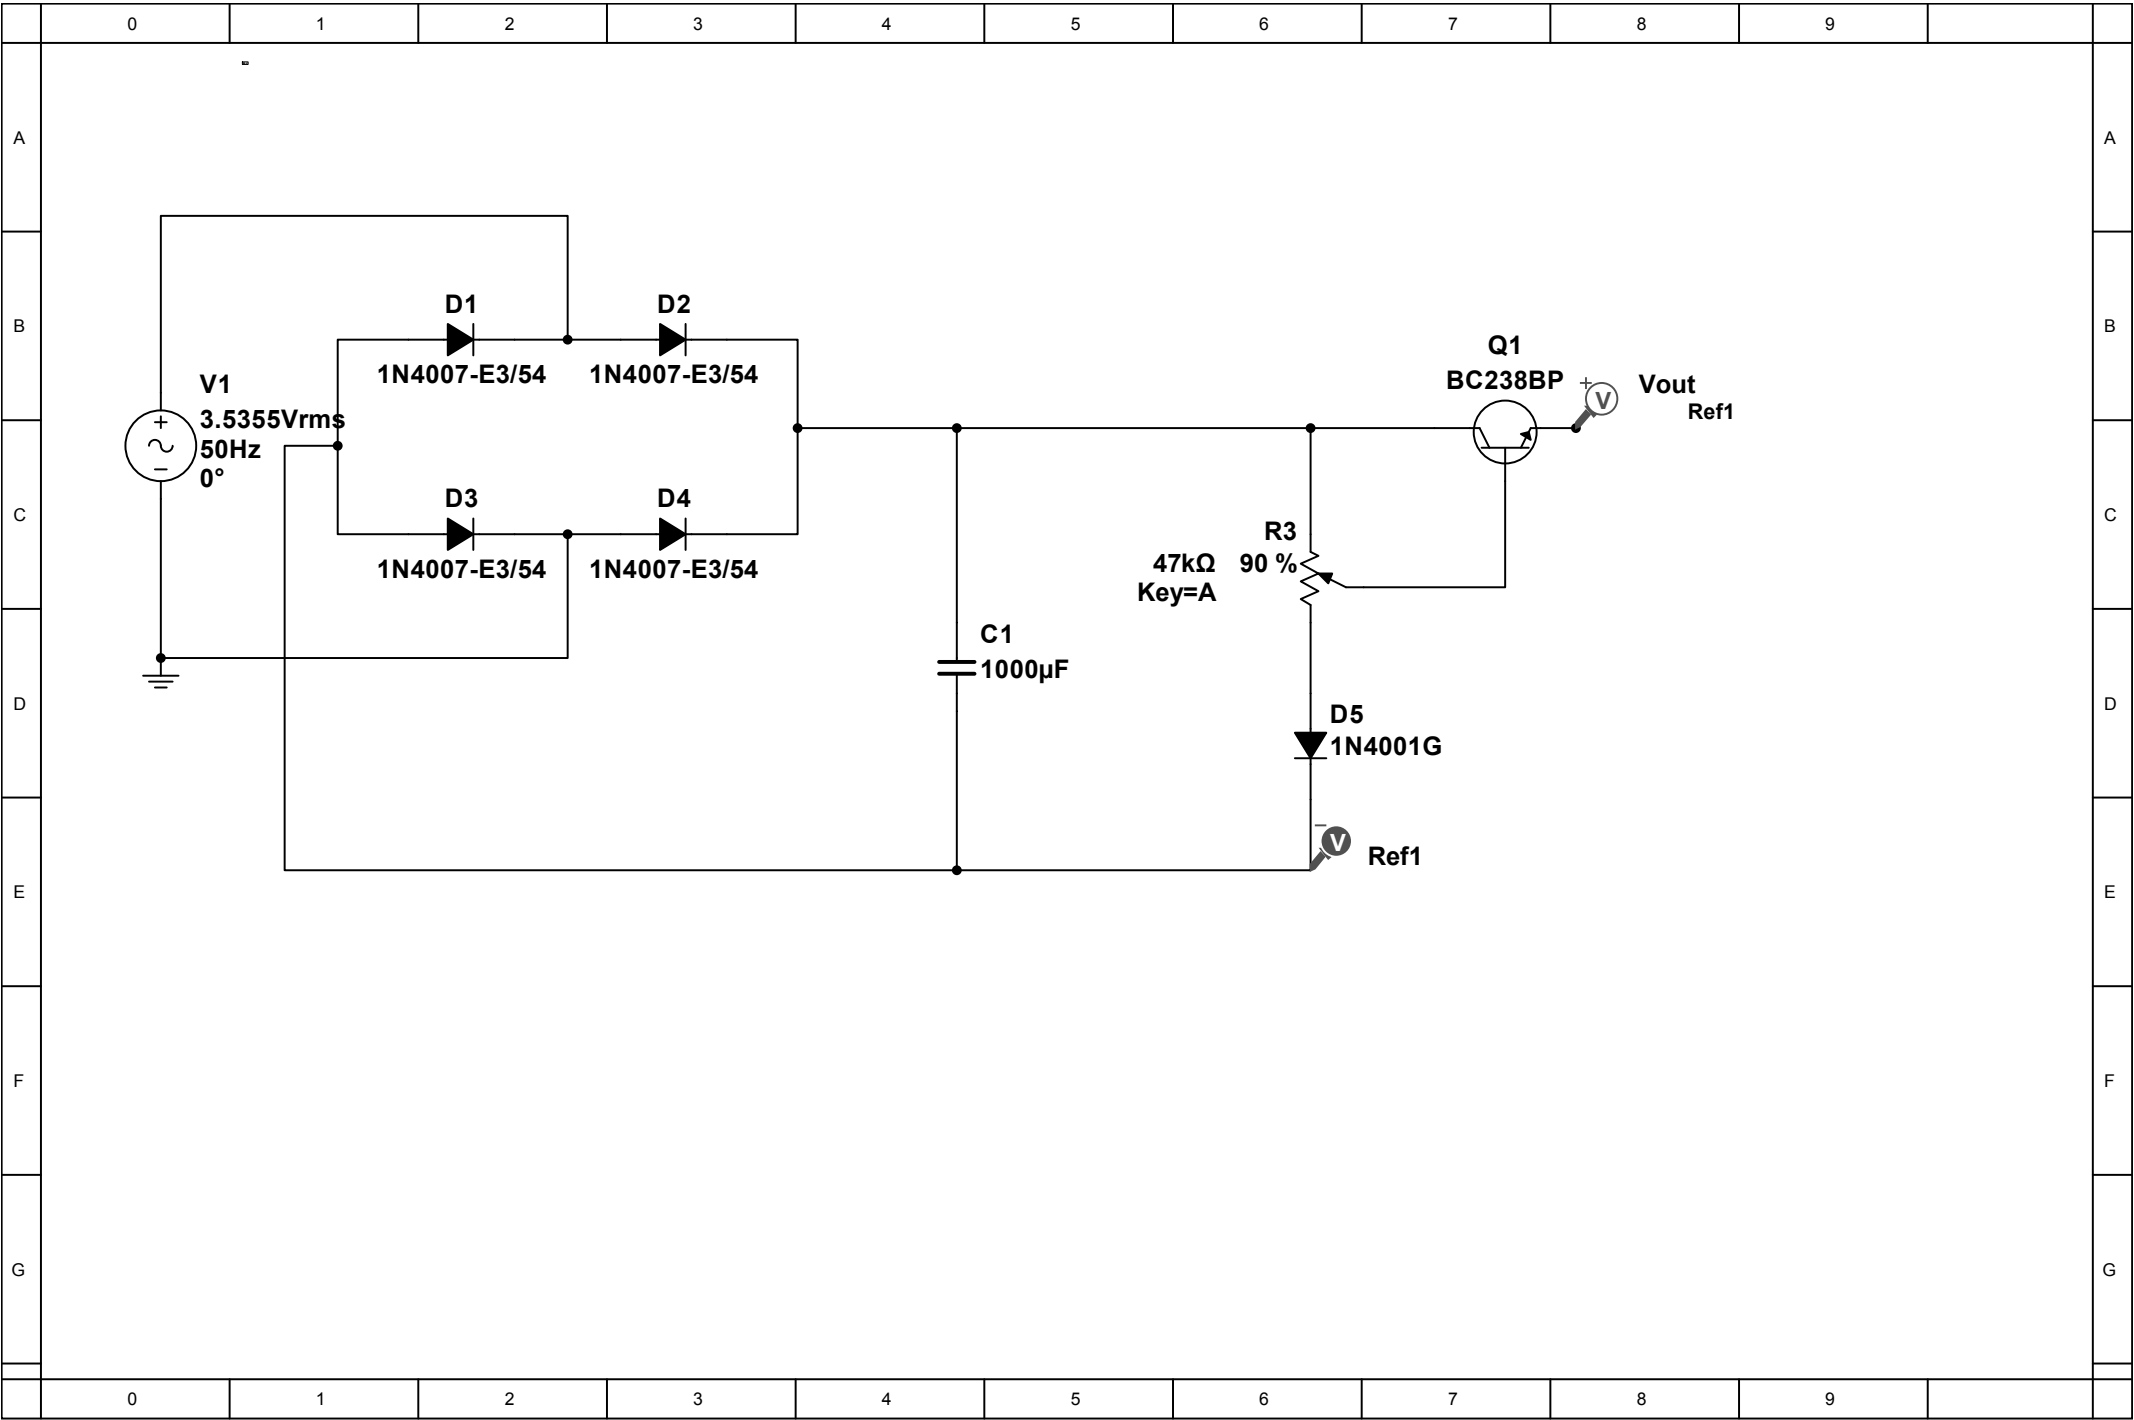 0 1 2 3 4 5 6 7 8 9
A A
B B
C C
D D
E E
F F
G G
V1
3.5355Vrms
50Hz
0°
D1
1N4007-E3/54
D2
1N4007-E3/54
D3
1N4007-E3/54
D4
1N4007-E3/54
C1
1000µF
R3
47kΩ 90 %
Key=A
D5
1N4001G
Q1
BC238BP
+
V
Vout
Ref1
V
Ref1
0 1 2 3 4 5 6 7 8 9